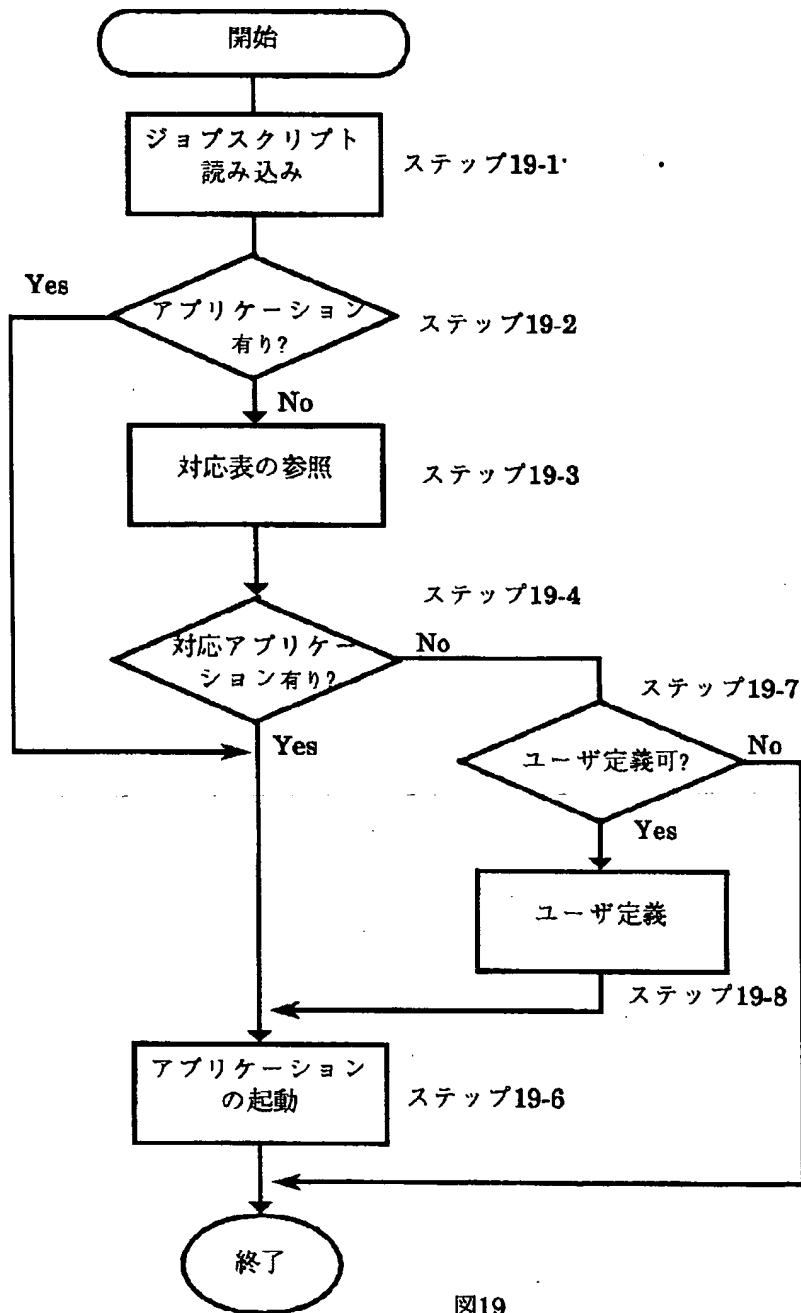 開始
ジョブスクリプト
読み込み
ステップ19-1
Yes
アプリケーション
有り?
ステップ19-2
No
対応表の参照
ステップ19-3
ステップ19-4
対応アプリケー
ション有り?
No
ステップ19-7
Yes
ユーザ定義可?
No
Yes
ユーザ定義
ステップ19-8
アプリケーション
の起動
ステップ19-6
終了
図19